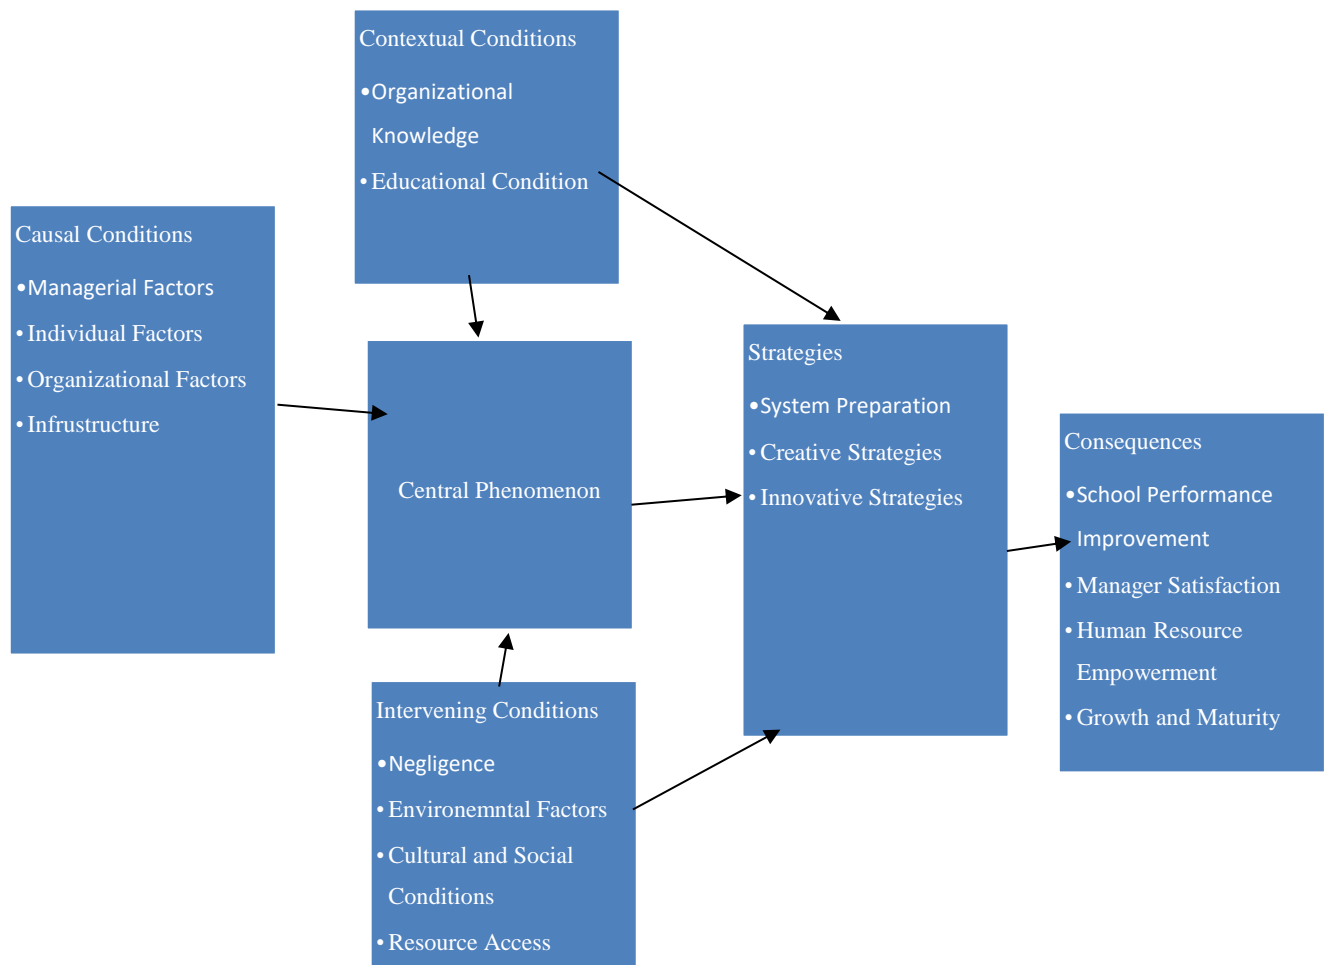 Contextual Conditions
•Organizational
Knowledge
• Educational Condition
Causal Conditions
•Managerial Factors
• Individual Factors
• Organizational Factors
• Infrustructure
Central Phenomenon
Strategies
•System Preparation
• Creative Strategies
• Innovative Strategies
Consequences
•School Performance
Improvement
• Manager Satisfaction
• Human Resource
Empowerment
• Growth and Maturity
Intervening Conditions
•Negligence
• Environemntal Factors
• Cultural and Social
Conditions
• Resource Access